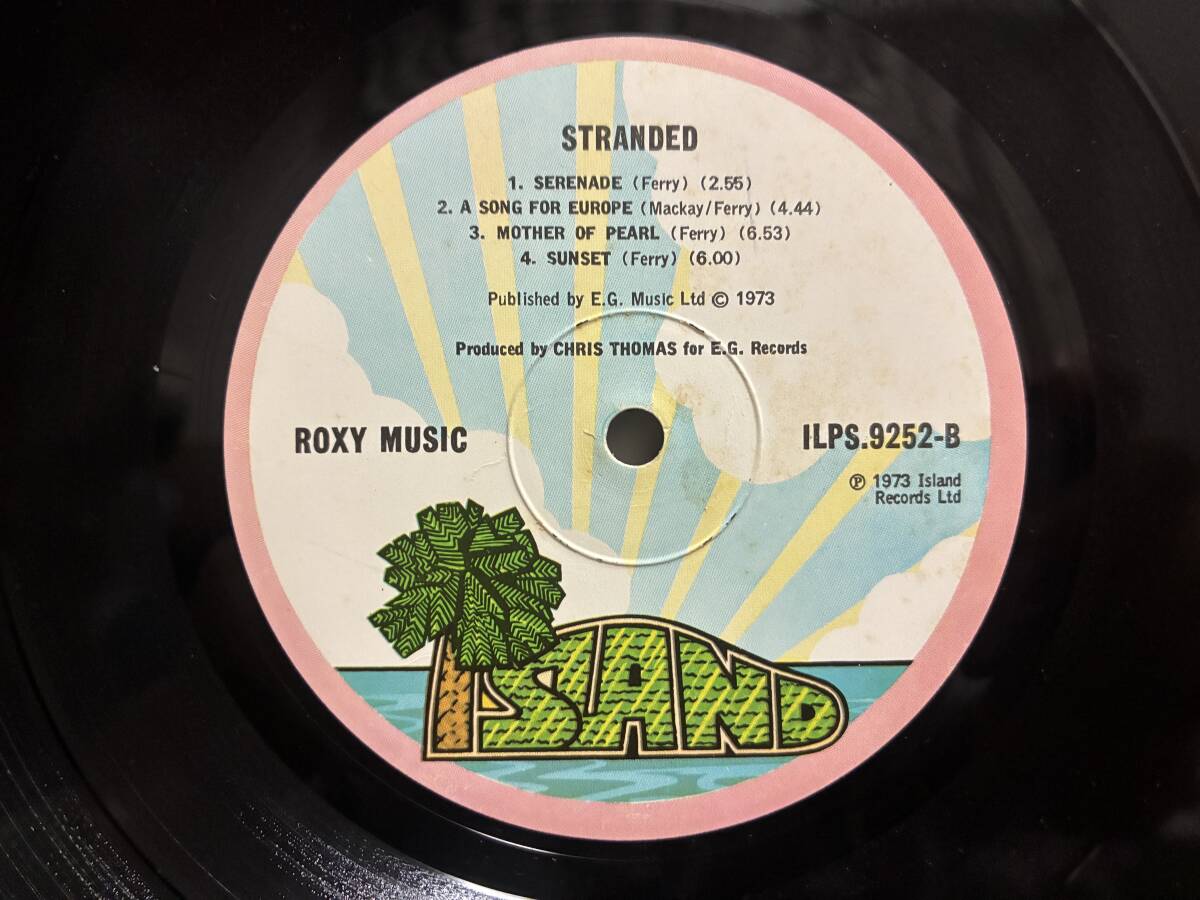 STRANDED
1. SERENADE (Ferry) (2.55)
2. A SONG FOR EUROPE (Mackay/Ferry) (4.44)
3. MOTHER OF PEARL (Ferry) (6.53)
4. SUNSET (Ferry) (6.00)
Published by E.G. Music Ltd © 1973
Produced by CHRIS THOMAS for E.G. Records
ROXY MUSIC
ILPS.9252-B
℗ 1973 Island
Records Ltd
ISLAND